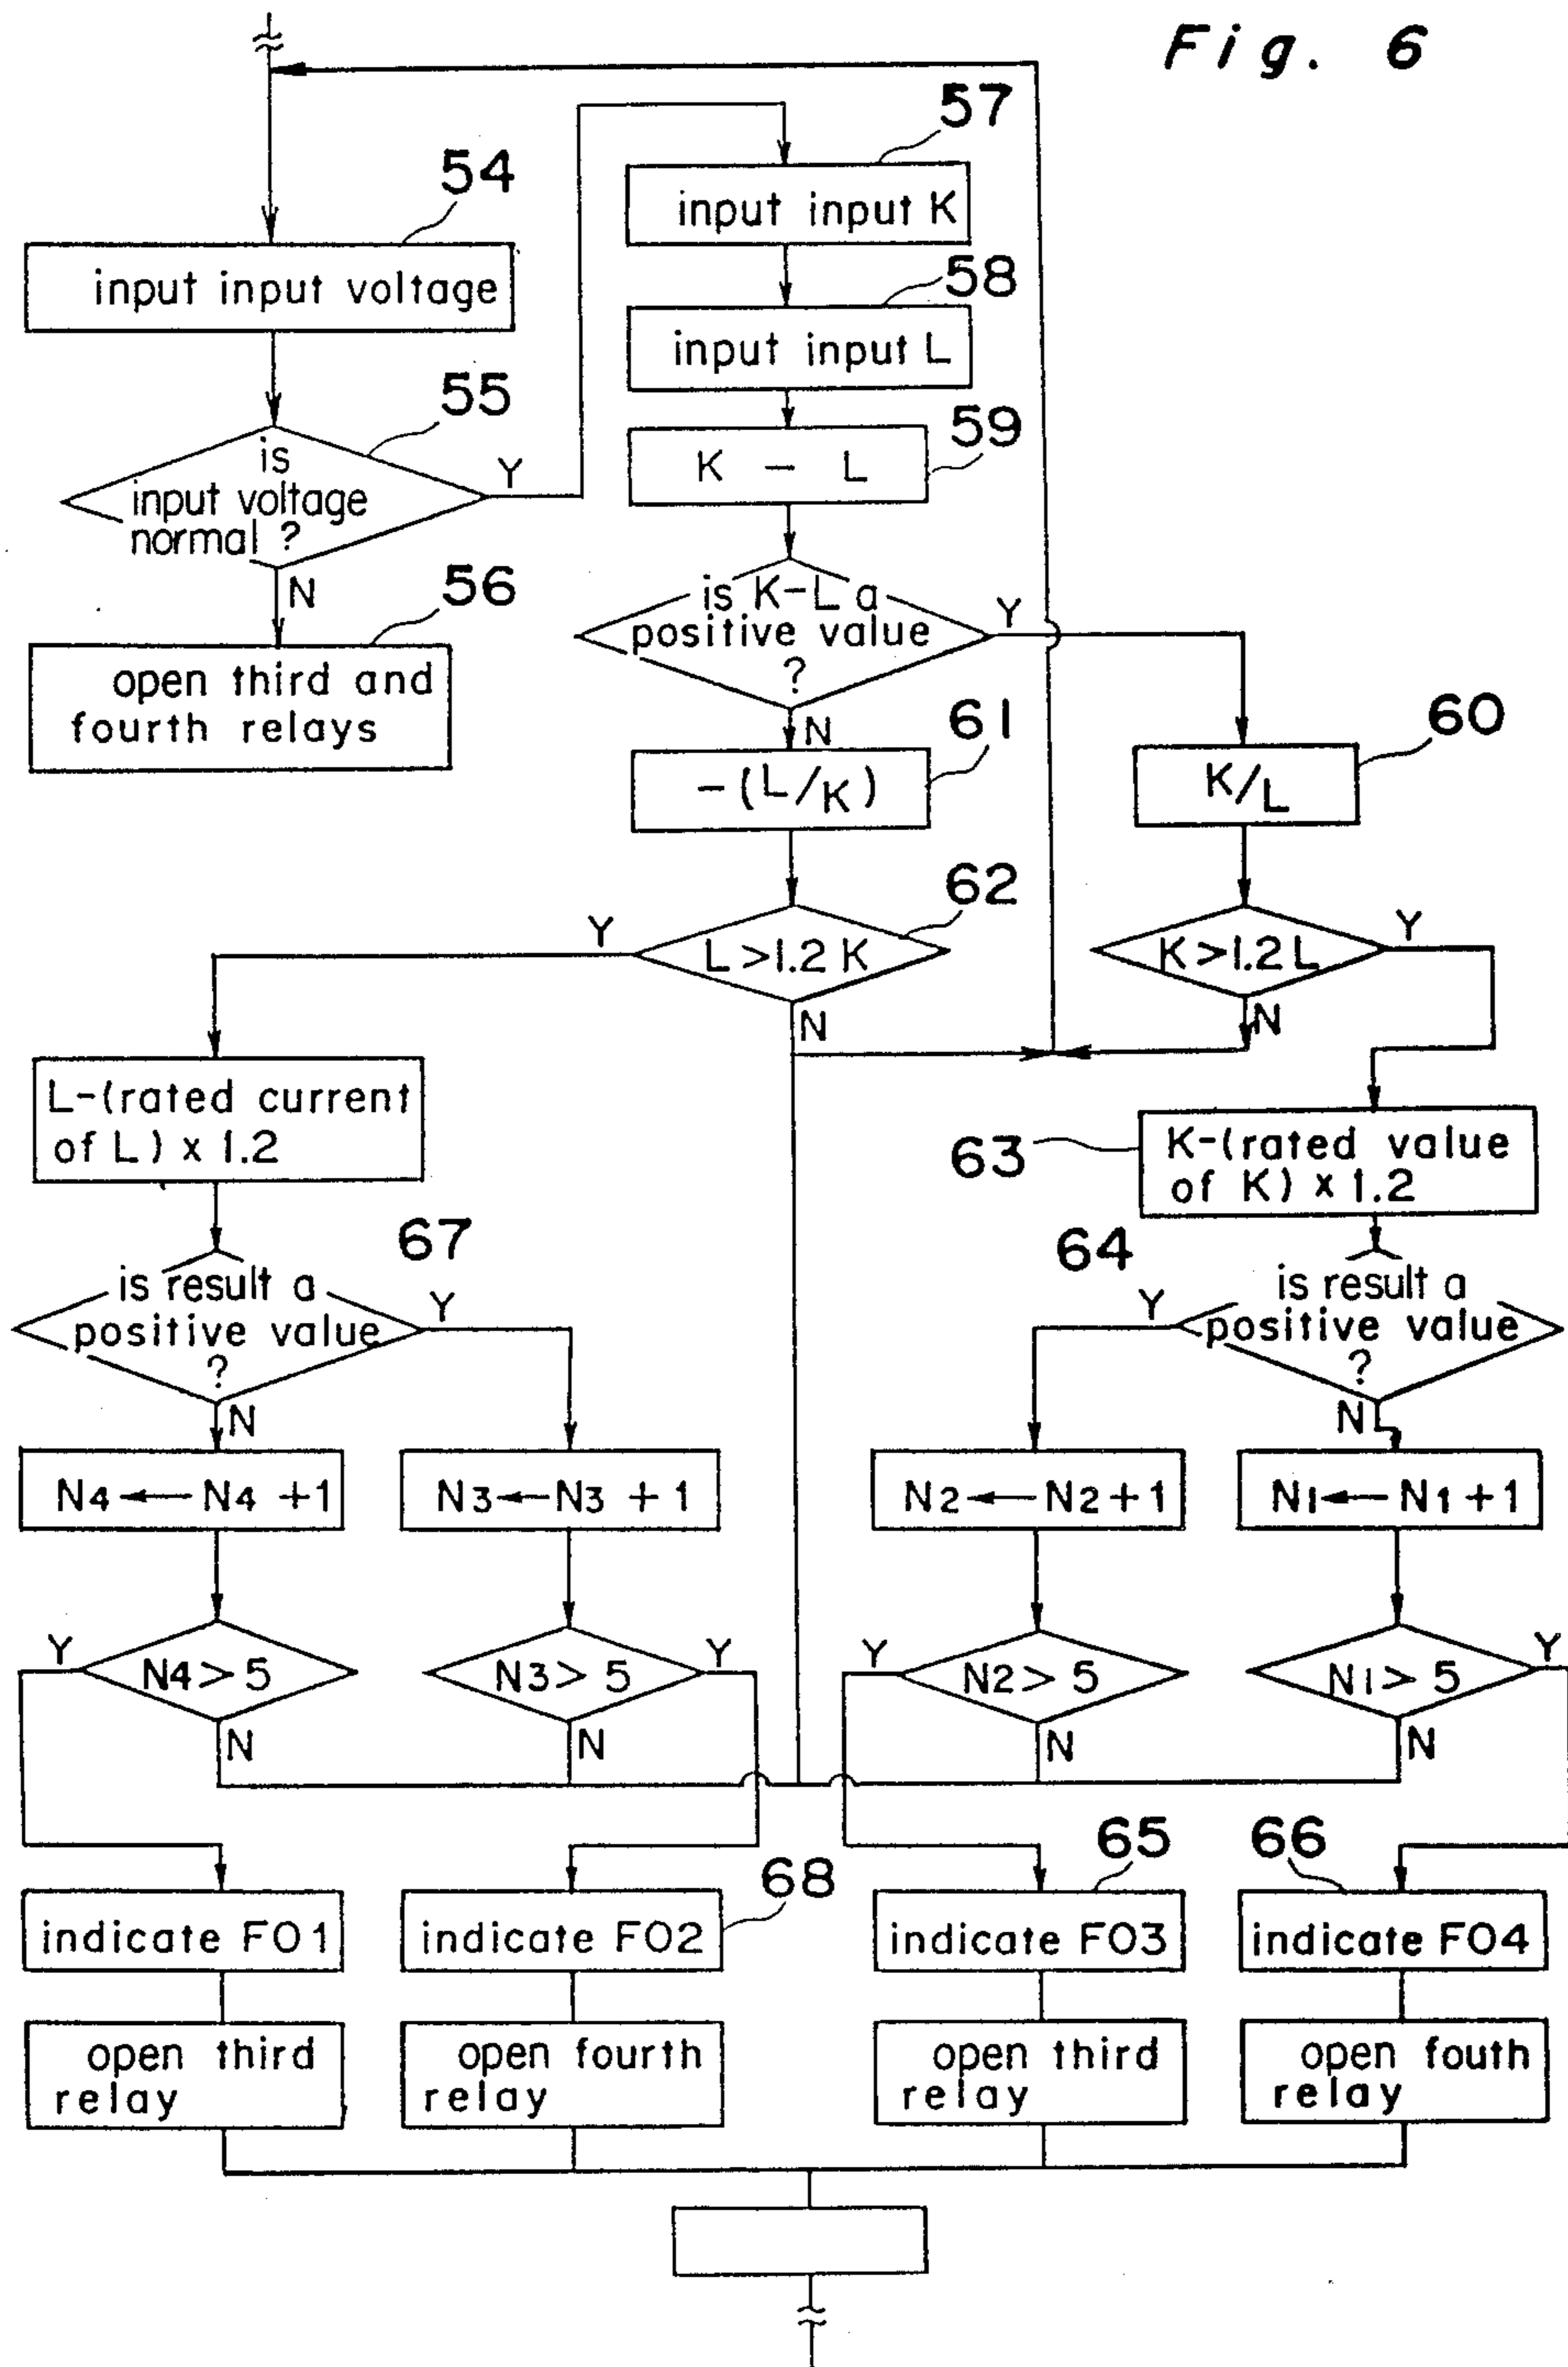 Fig. 6
54
input input voltage
55
is
input voltage
normal ?
Y
N
56
open third and
fourth relays
57
input input K
58
input input L
59
K - L
is K-L a
positive value
?
Y
N
61
-(L/K)
60
K/L
62
L>1.2 K
Y
N
K>1.2 L
Y
N
L-(rated current
of L) x 1.2
63
K-(rated value
of K) x 1.2
67
is result a
positive value
?
Y
N
64
is result a
positive value
?
Y
N
N4←N4 +1
N3←N3 +1
N2←N2+1
N1←N1+1
Y
N4> 5
N
N3> 5
Y
N
Y
N2> 5
N
N1> 5
Y
N
indicate FO1
68
indicate FO2
65
indicate FO3
66
indicate FO4
open third
relay
open fourth
relay
open third
relay
open fouth
relay